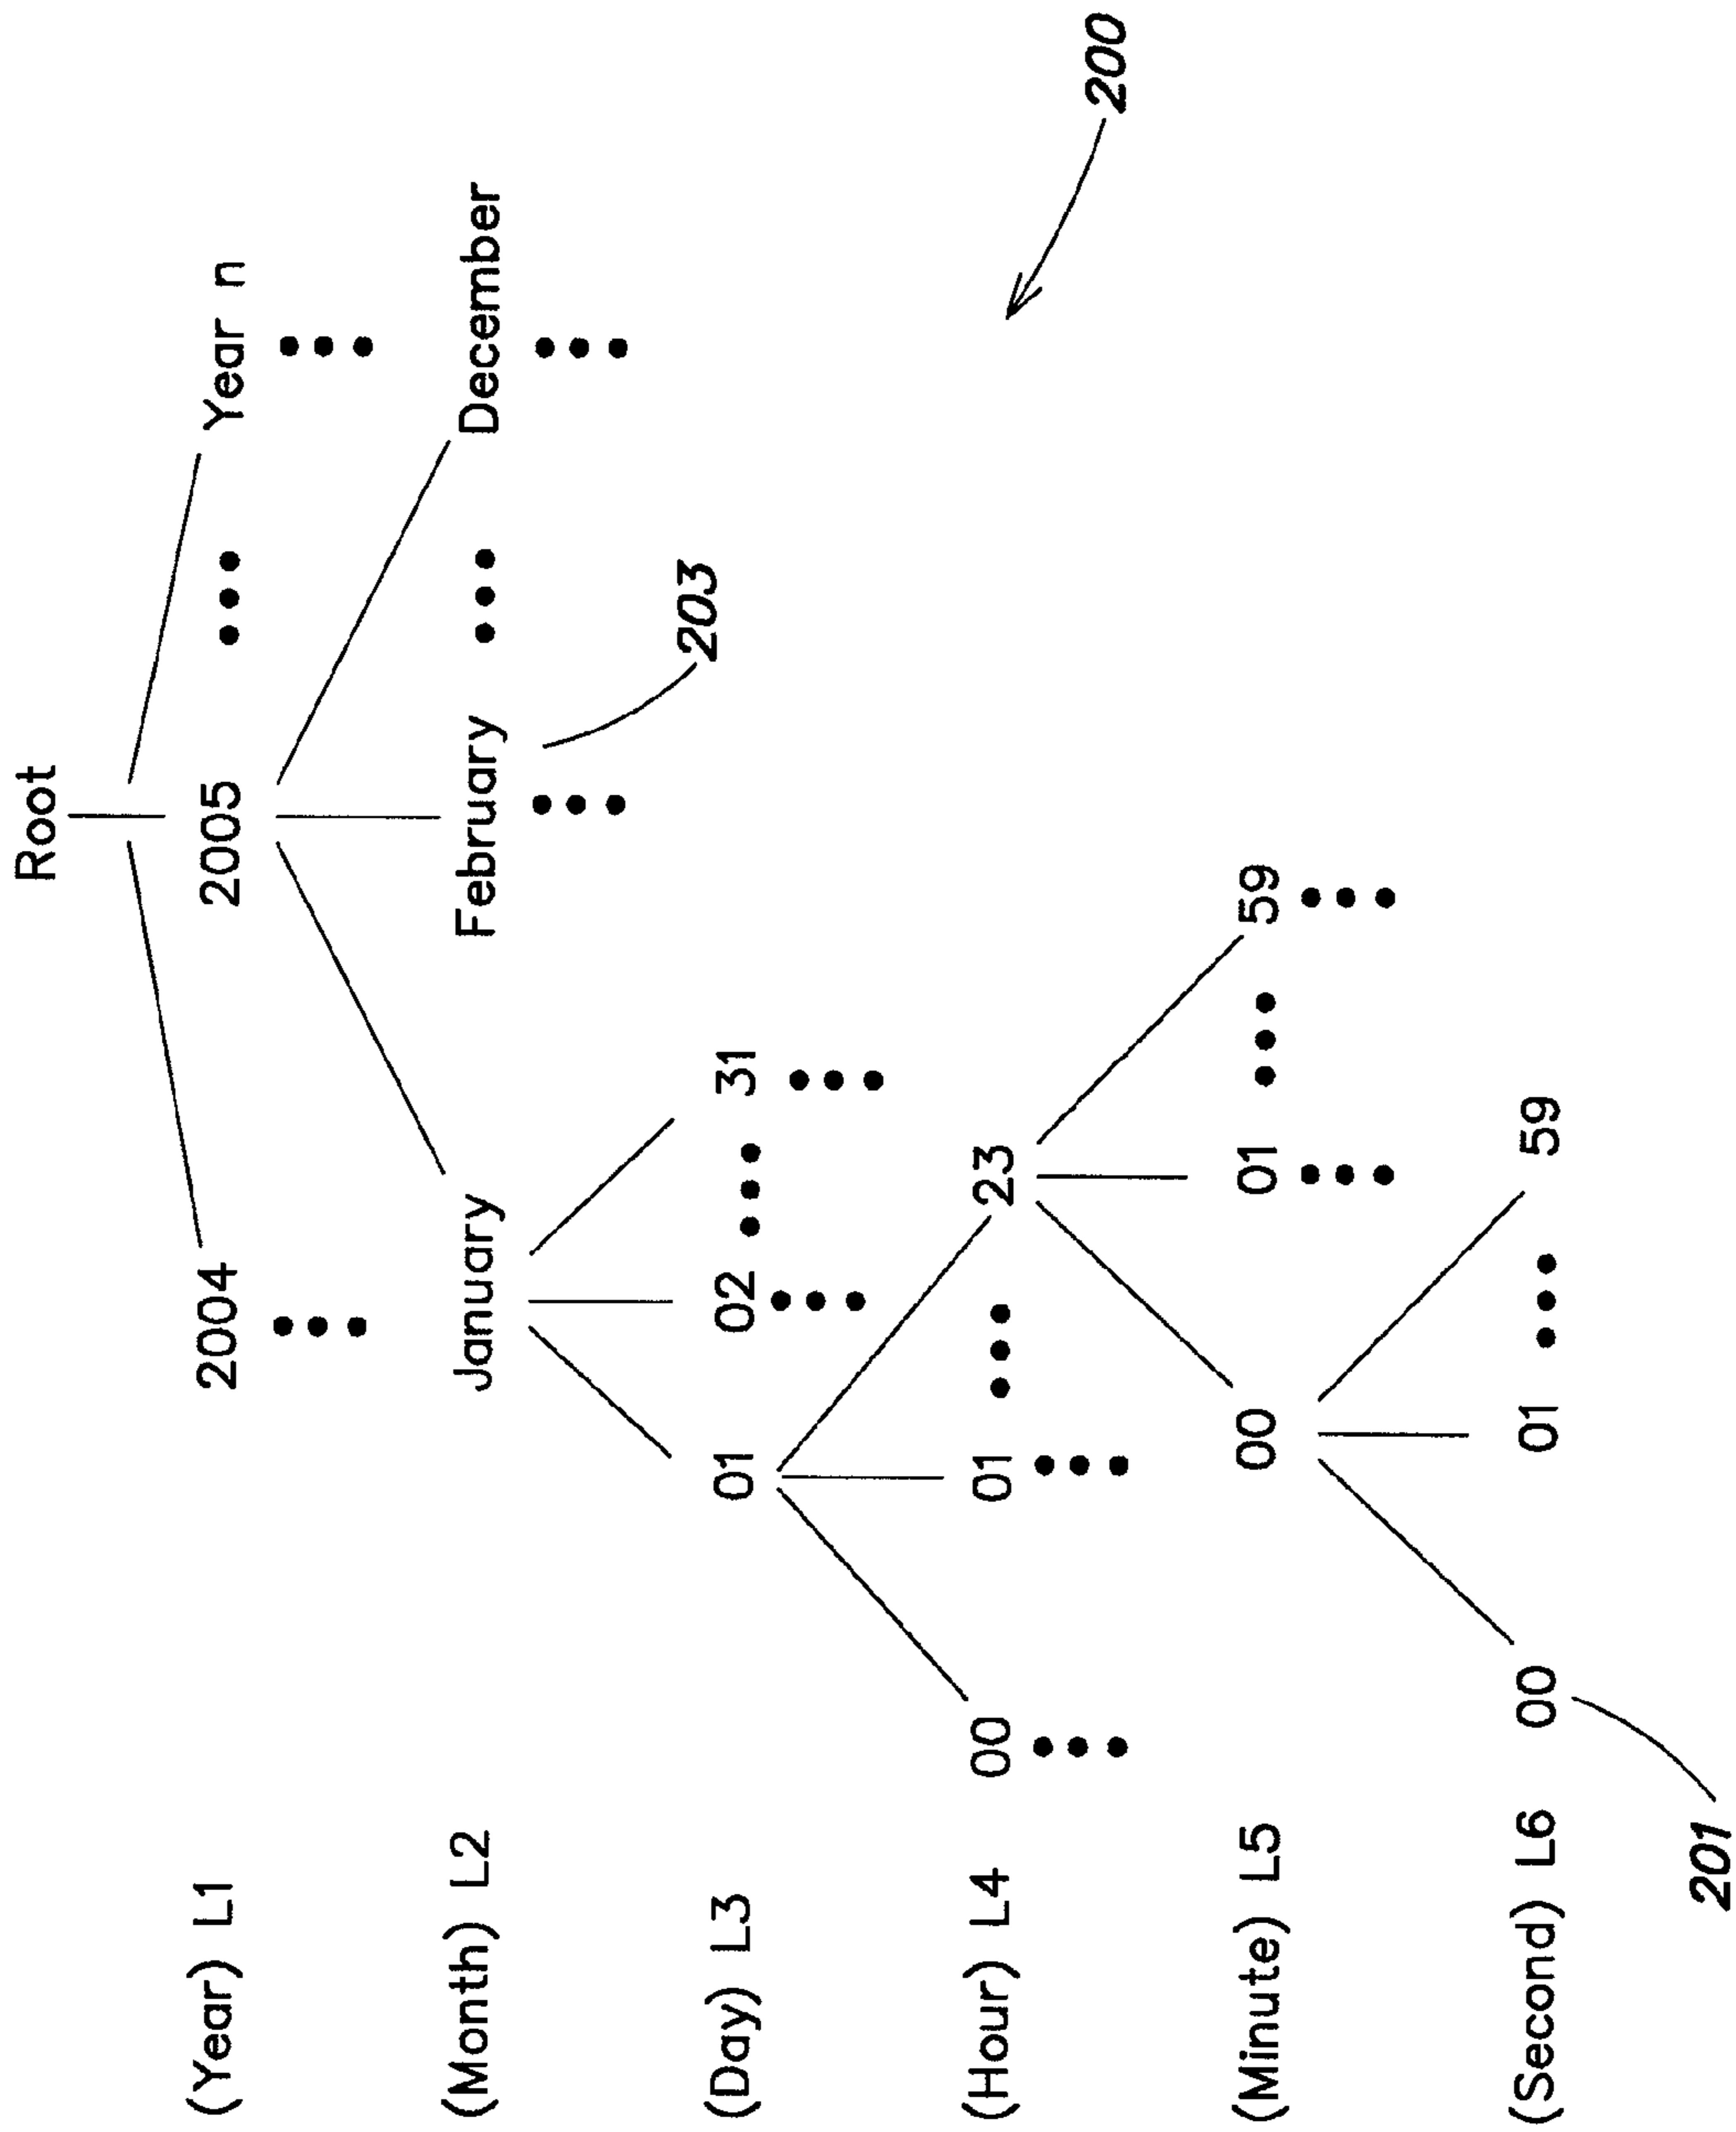 Root
(Year) L1 2004 2005 ••• Year n
(Month) L2 January February ••• December
203
(Day) L3 01 02 ••• 31
(Hour) L4 00 01 ••• 23
200
(Minute) L5 00 01 ••• 59
(Second) L6 00 01 ••• 59
201